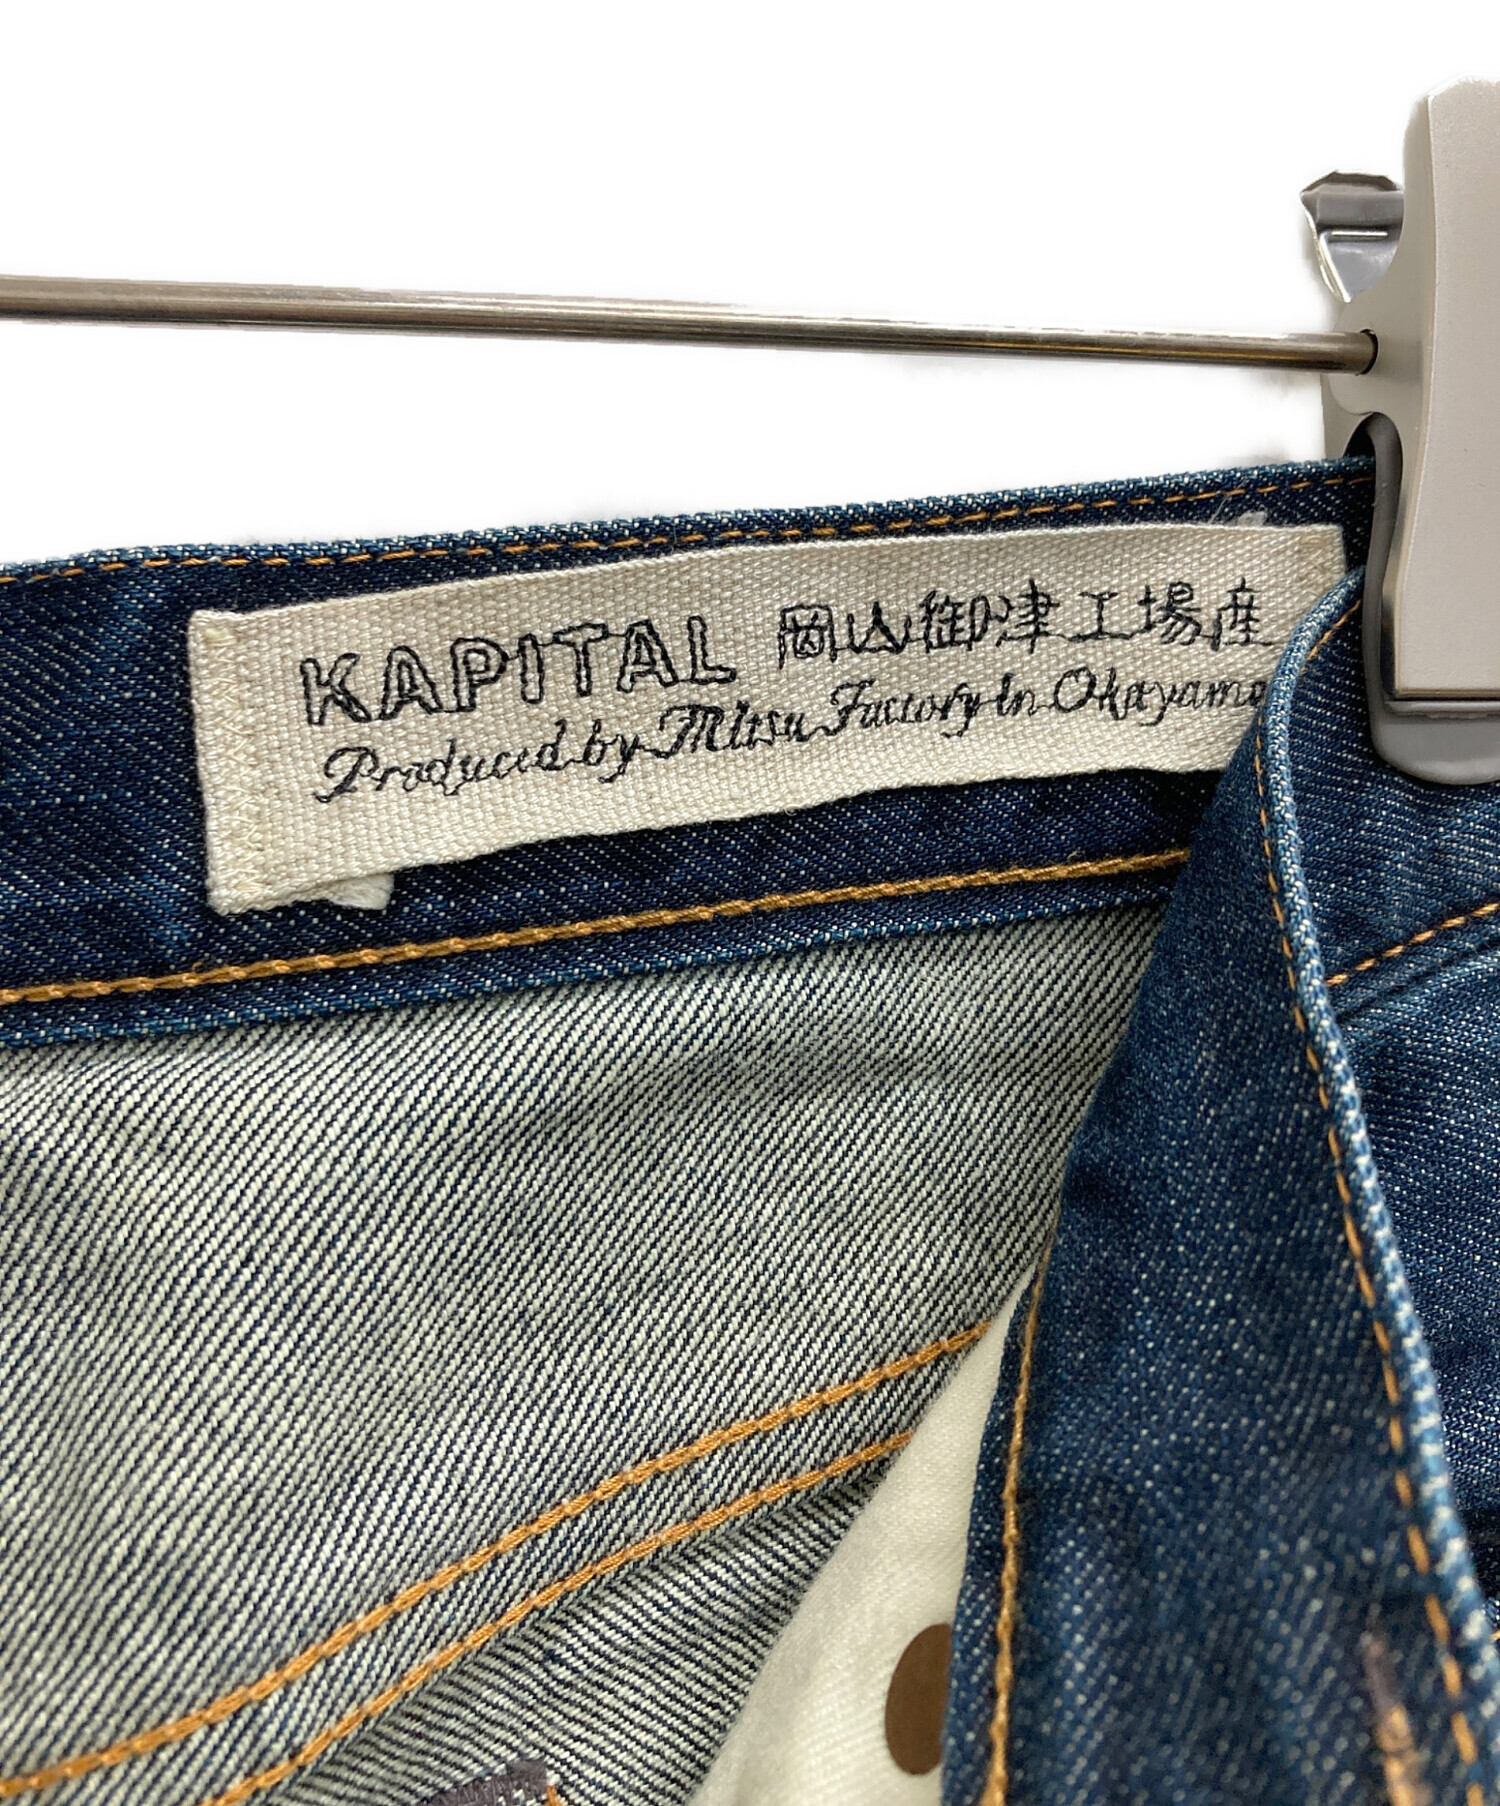 KAPITAL 岡山御津工場産
Produced by Mitsu Factory in Okayama